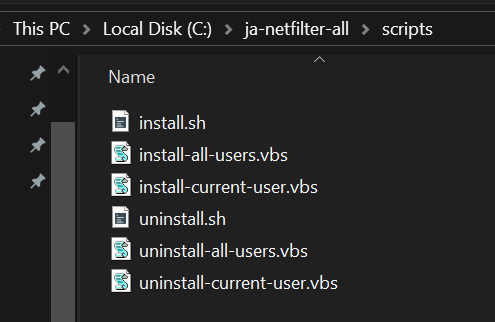 This PC > Local Disk (C:) > ja-netfilter-all > scripts
Name
install.sh
install-all-users.vbs
install-current-user.vbs
uninstall.sh
uninstall-all-users.vbs
uninstall-current-user.vbs